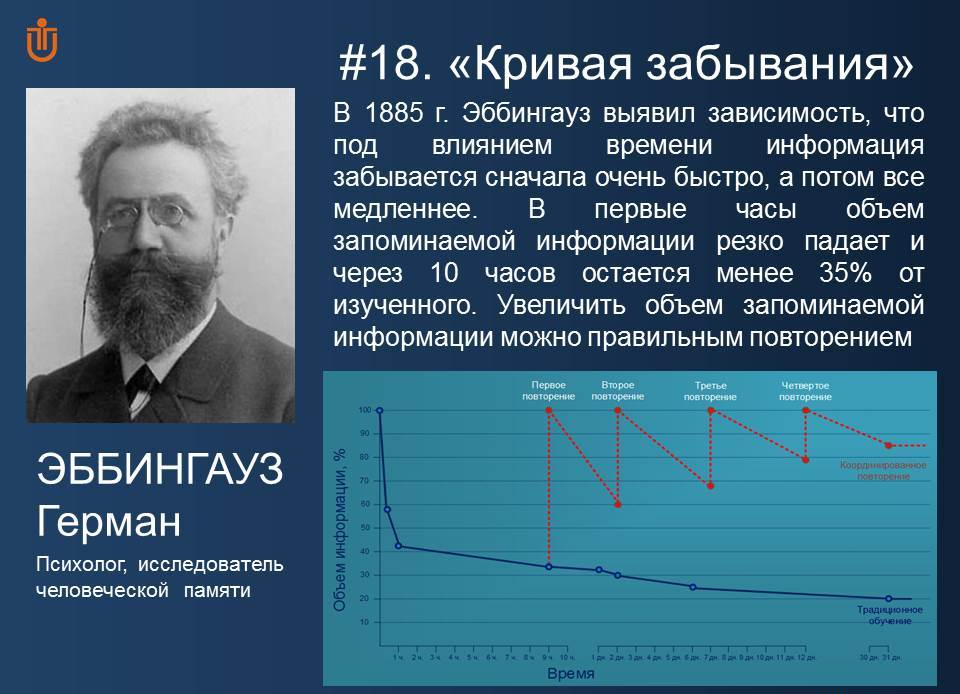 #18. «Кривая забывания»
В 1885 г. Эббингауз выявил зависимость, что
под влиянием времени информация
забывается сначала очень быстро, а потом все
медленнее. В первые часы объем
запоминаемой информации резко падает и
через 10 часов остается менее 35% от
изученного. Увеличить объем запоминаемой
информации можно правильным повторением
ЭББИНГАУЗ
Герман
Психолог, исследователь
человеческой памяти
Первое
повторение
Второе
повторение
Третье
повторение
Четвертое
повторение
Объем информации, %
100
90
80
70
60
50
40
30
20
10
Координированное
повторение
Традиционное
обучение
1 ч. 2 ч. 3 ч. 4 ч. 5 ч. 6 ч. 7 ч. 8 ч. 9 ч. 10 ч. 1 дн. 2 дн. 3 дн. 4 дн. 5 дн. 6 дн. 7 дн. 8 дн. 9 дн. 10 дн. 11 дн. 12 дн. 30 дн. 31 дн.
Время